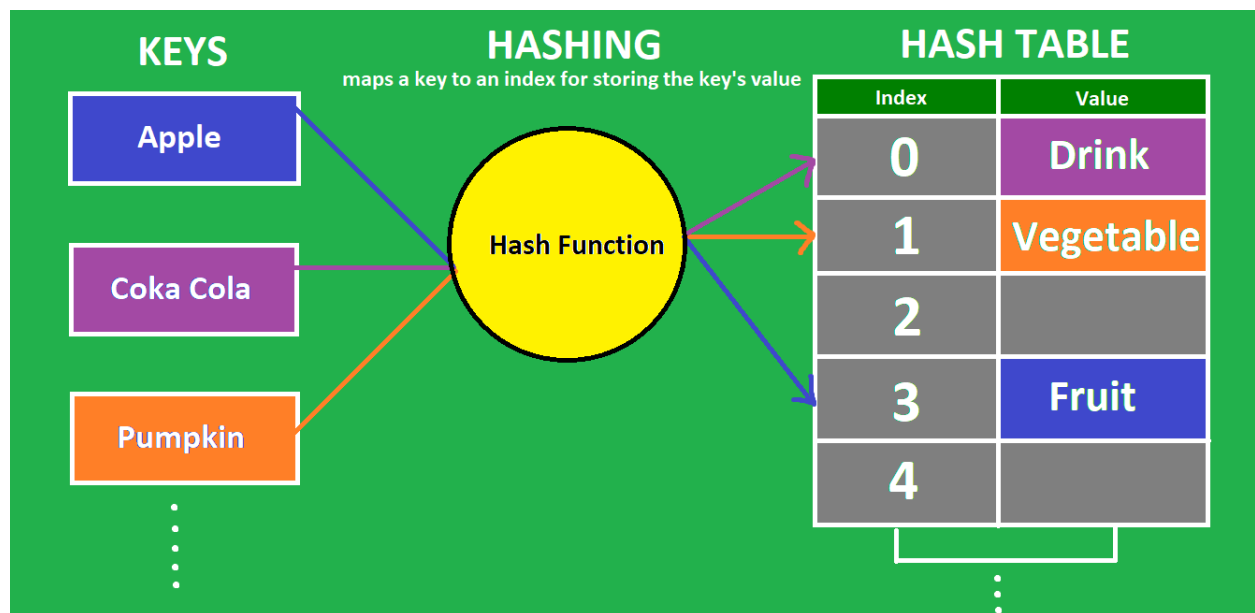 KEYS
HASHING
maps a key to an index for storing the key's value
HASH TABLE
Apple
Coka Cola
Pumpkin
Hash Function
Index Value
0 Drink
1 Vegetable
2
3 Fruit
4